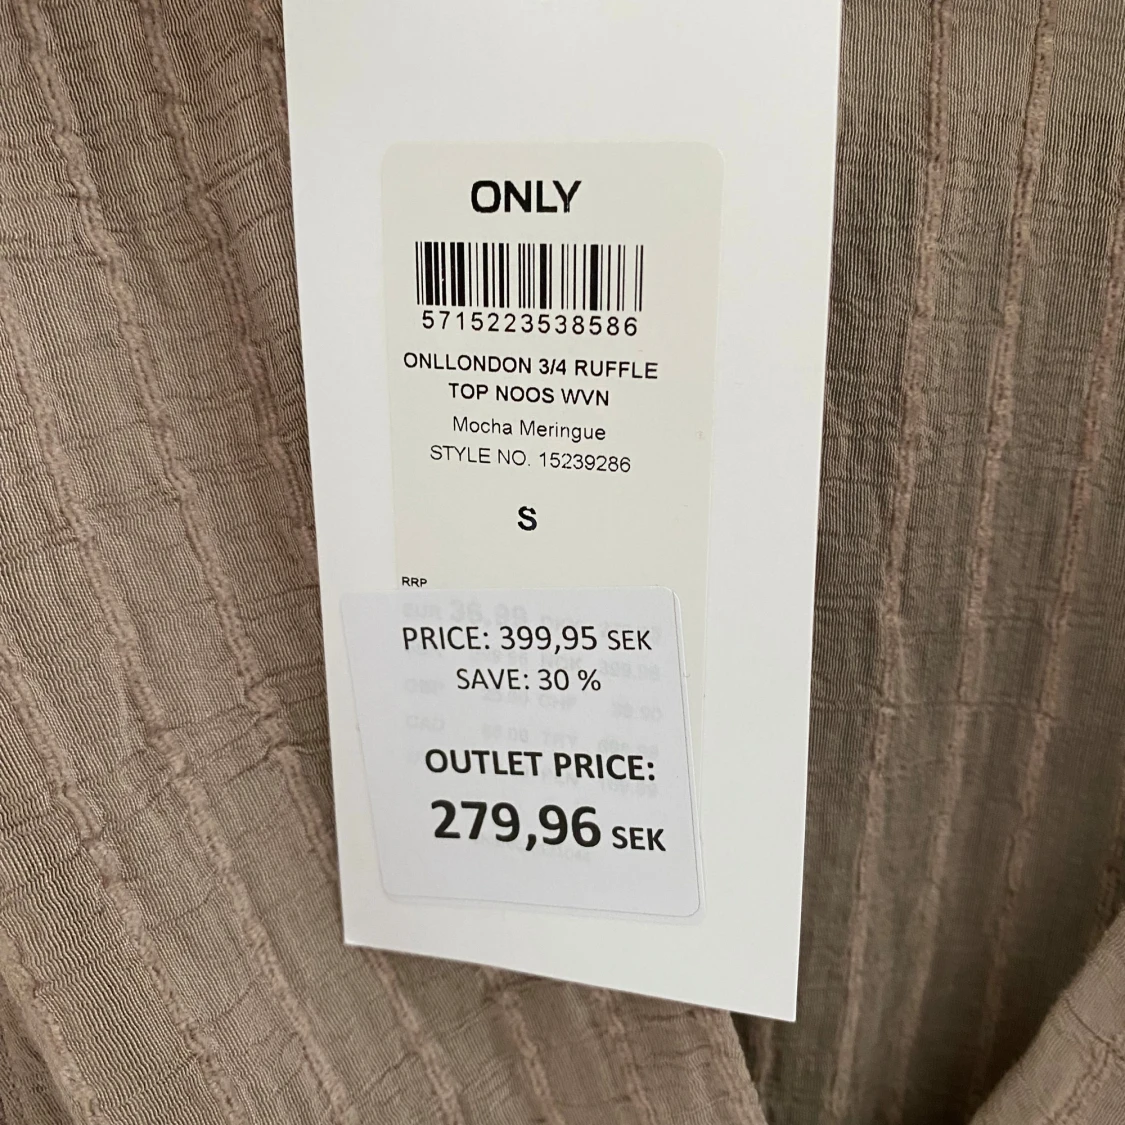 ONLY
5715223538586
ONLLONDON 3/4 RUFFLE
TOP NOOS WVN
Mocha Meringue
STYLE NO. 15239286
S
RRP
PRICE: 399,95 SEK
SAVE: 30 %
OUTLET PRICE:
279,96 SEK